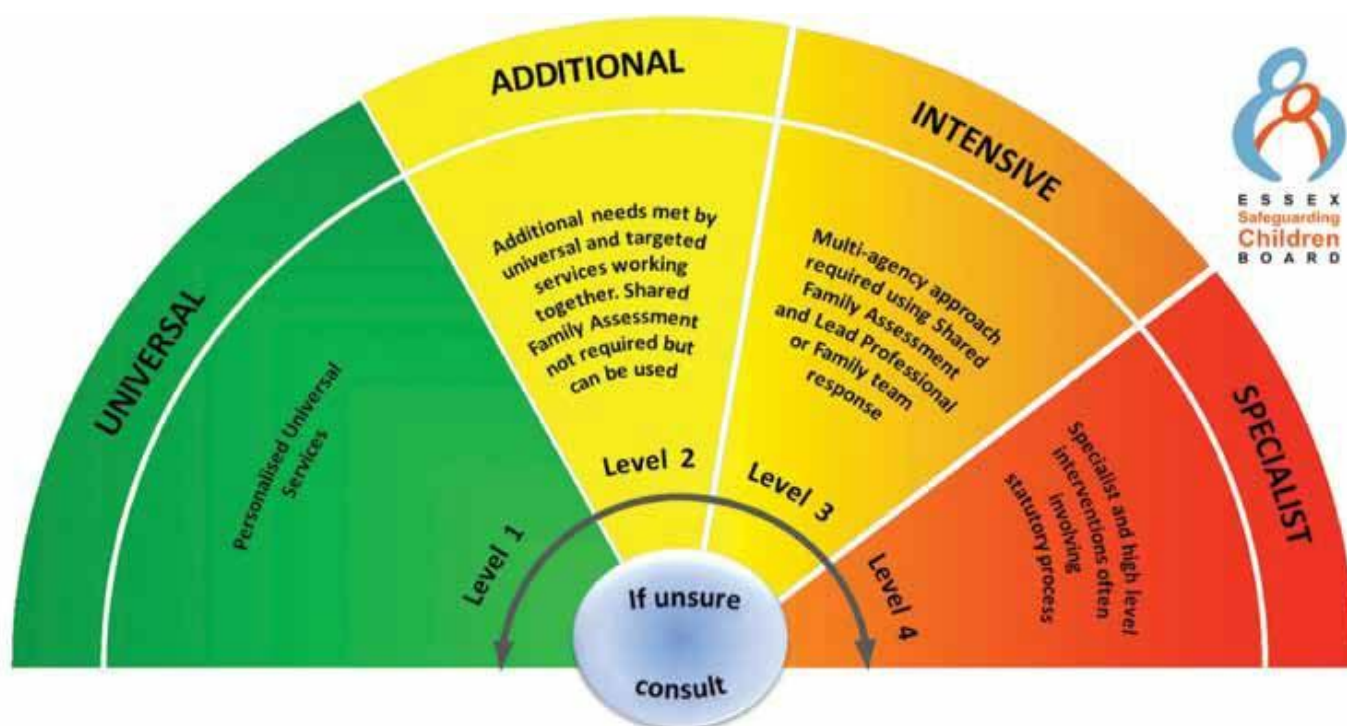 UNIVERSAL
Personalised Universal
Services
Level 1
ADDITIONAL
Additional needs met by
universal and targeted
services working
together. Shared
Family Assessment
not required but
can be used
Level 2
INTENSIVE
Multi-agency approach
required using Shared
Family Assessment
and Lead Professional
or Family team
response
Level 3
SPECIALIST
Specialist and high level
interventions often
involving
statutory process
Level 4
If unsure
consult
ESSEX
Safeguarding
Children
BOARD